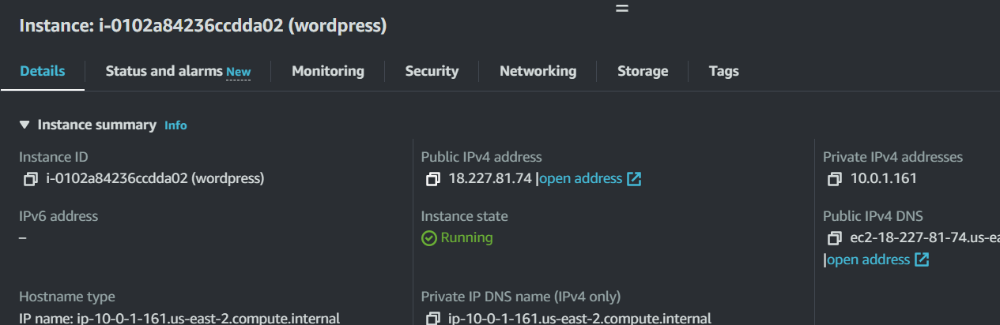 Instance: i-0102a84236ccdda02 (wordpress)
Details
Status and alarms New
Monitoring
Security
Networking
Storage
Tags
Instance summary Info
Instance ID
i-0102a84236ccdda02 (wordpress)
Public IPv4 address
18.227.81.74 |open address
Private IPv4 addresses
10.0.1.161
IPv6 address
–
Instance state
Running
Public IPv4 DNS
ec2-18-227-81-74.us-ea
|open address
Hostname type
IP name: ip-10-0-1-161.us-east-2.compute.internal
Private IP DNS name (IPv4 only)
ip-10-0-1-161.us-east-2.compute.internal